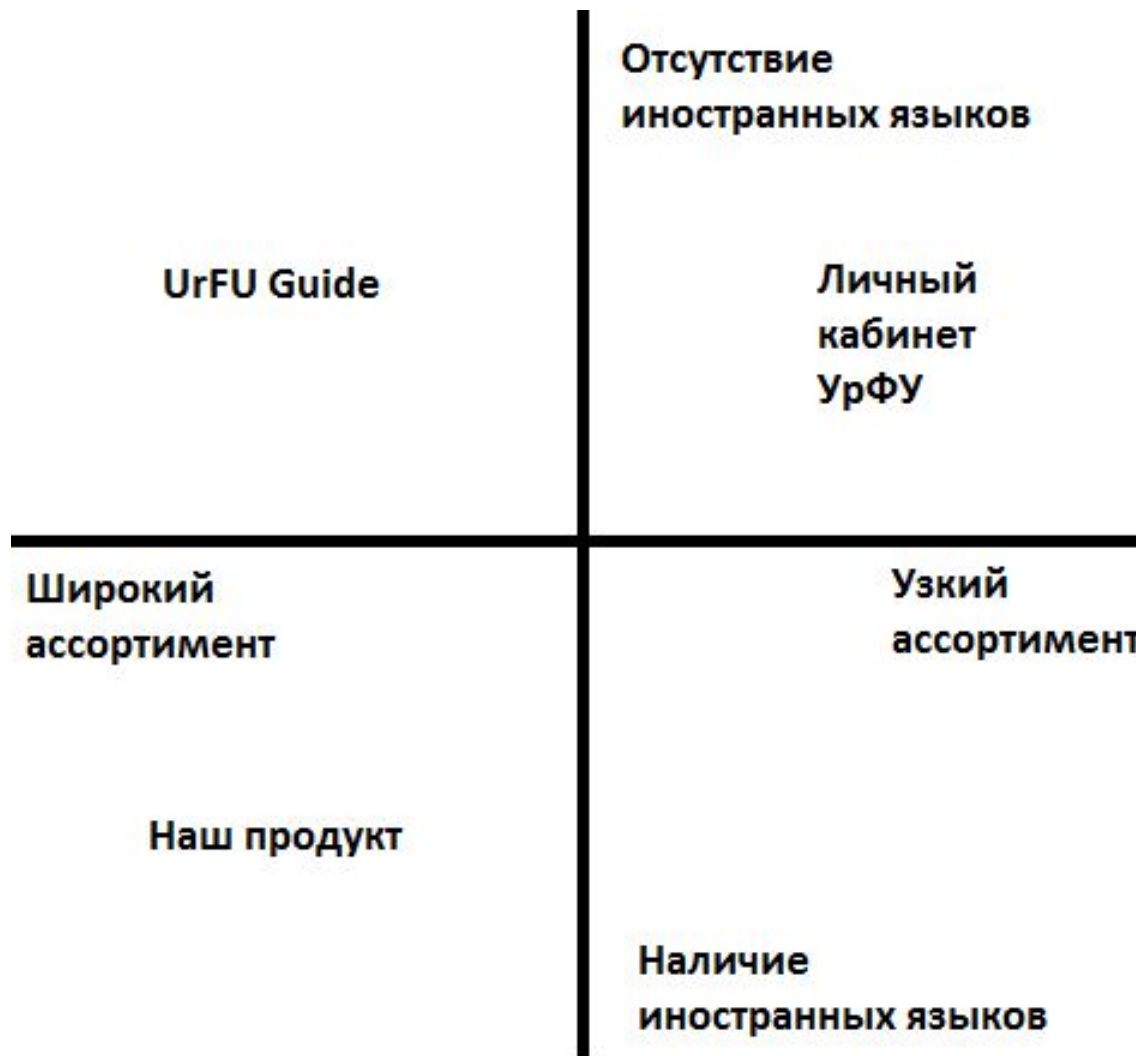 Отсутствие
иностранных языков
UrFU Guide
Личный
кабинет
УрФУ
Широкий
ассортимент
Узкий
ассортимент
Наш продукт
Наличие
иностранных языков